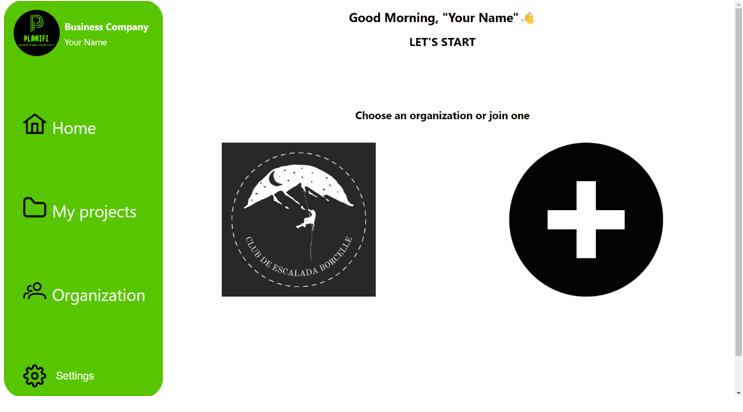 PLANIFI
Business Company
Your Name
Home
My projects
Organization
Settings
Good Morning, "Your Name" 👋
LET'S START
Choose an organization or join one
CLUB DE ESCALADA BORCELLE